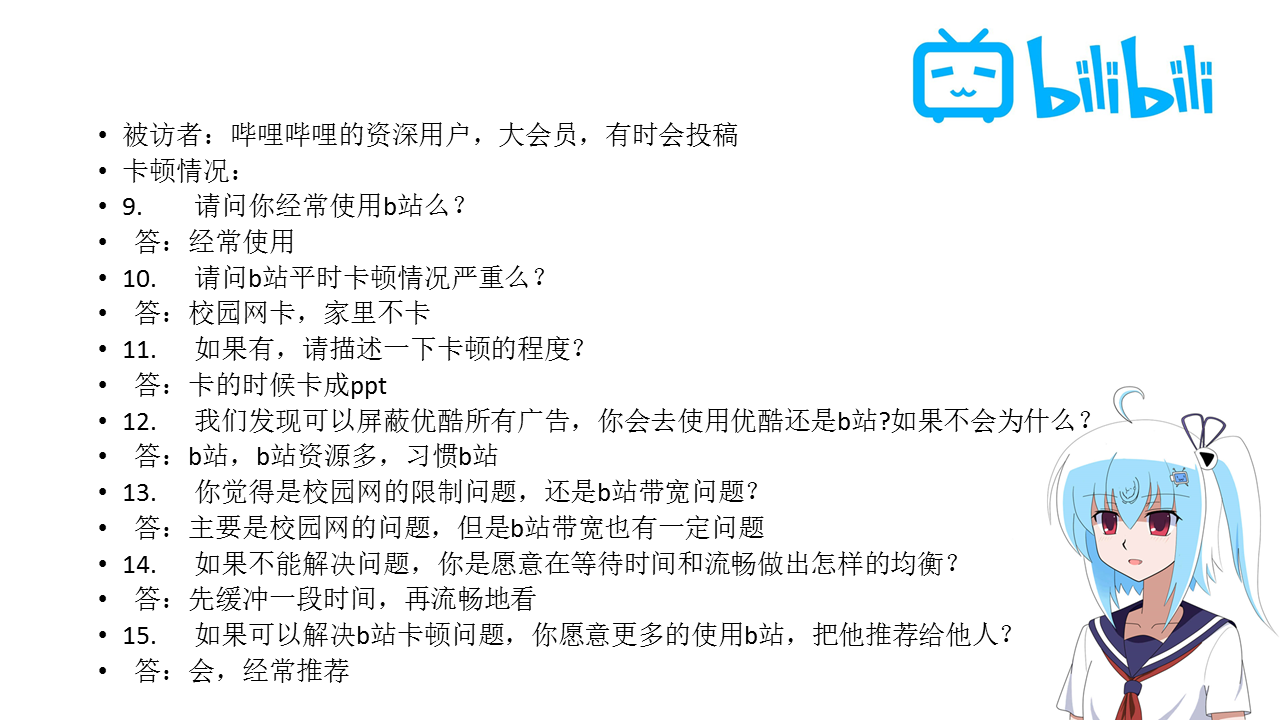 bilibili
• 被访者：哔哩哔哩的资深用户，大会员，有时会投稿
• 卡顿情况：
• 9. 请问你经常使用b站么？
• 答：经常使用
• 10. 请问b站平时卡顿情况严重么？
• 答：校园网卡，家里不卡
• 11. 如果有，请描述一下卡顿的程度？
• 答：卡的时候卡成ppt
• 12. 我们发现可以屏蔽优酷所有广告，你会去使用优酷还是b站?如果不会为什么？
• 答：b站，b站资源多，习惯b站
• 13. 你觉得是校园网的限制问题，还是b站带宽问题？
• 答：主要是校园网的问题，但是b站带宽也有一定问题
• 14. 如果不能解决问题，你是愿意在等待时间和流畅做出怎样的均衡？
• 答：先缓冲一段时间，再流畅地看
• 15. 如果可以解决b站卡顿问题，你愿意更多的使用b站，把他推荐给他人？
• 答：会，经常推荐